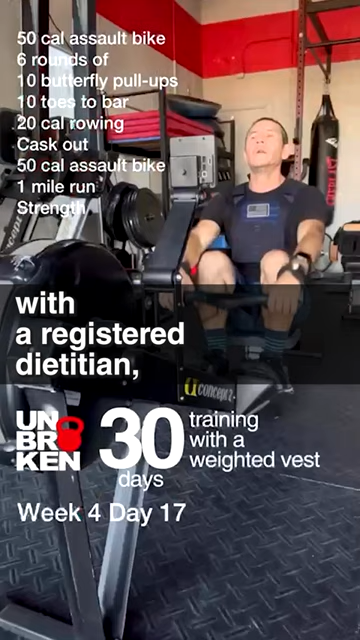 50 cal assault bike
6 rounds of
10 butterfly pull-ups
10 toes to bar
20 cal rowing
Cask out
50 cal assault bike
1 mile run
Strength
with
a registered
dietitian,
concept2
UN
BR
KEN
30
days
training
with a
weighted vest
Week 4 Day 17